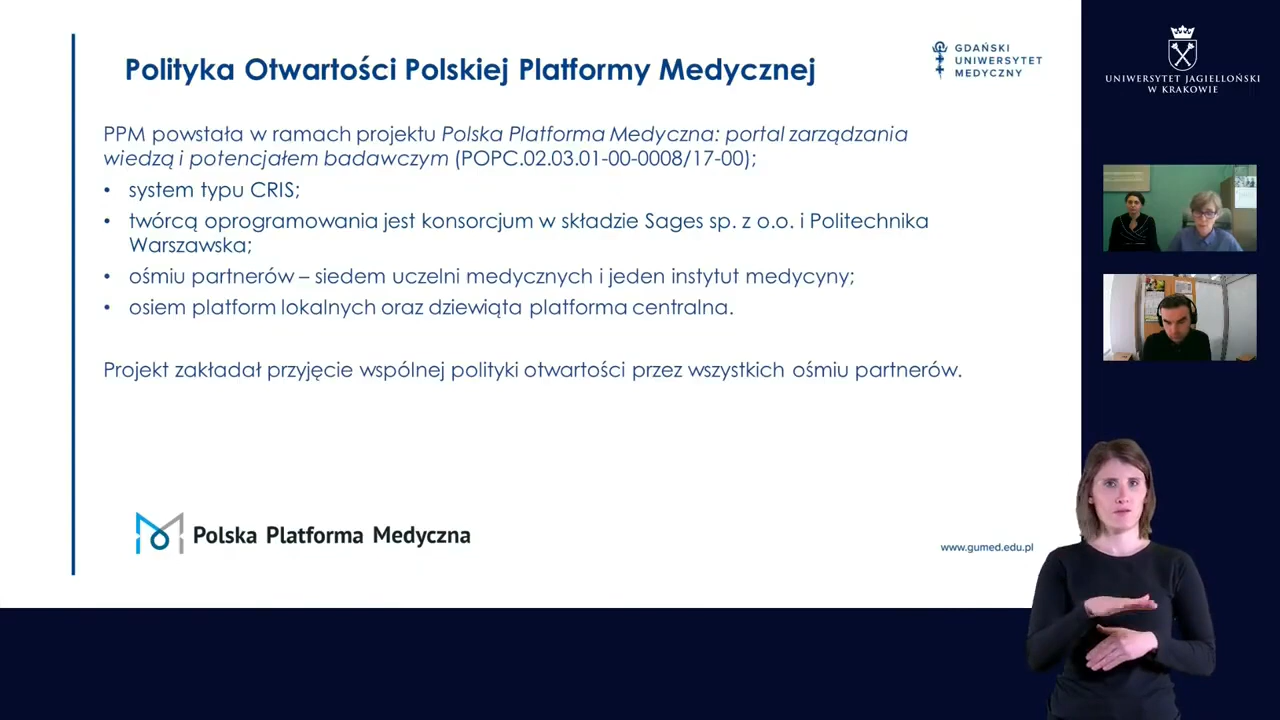 Polityka Otwartości Polskiej Platformy Medycznej
GDAŃSKI
UNIWERSYTET
MEDYCZNY
UNIWERSYTET JAGIELLOŃSKI
W KRAKOWIE
PPM powstała w ramach projektu Polska Platforma Medyczna: portal zarządzania
wiedzą i potencjałem badawczym (POPC.02.03.01-00-0008/17-00);
• system typu CRIS;
• twórcą oprogramowania jest konsorcjum w składzie Sages sp. z o.o. i Politechnika
Warszawska;
• ośmiu partnerów – siedem uczelni medycznych i jeden instytut medycyny;
• osiem platform lokalnych oraz dziewiąta platforma centralna.
Projekt zakładał przyjęcie wspólnej polityki otwartości przez wszystkich ośmiu partnerów.
Polska Platforma Medyczna
www.gumed.edu.pl